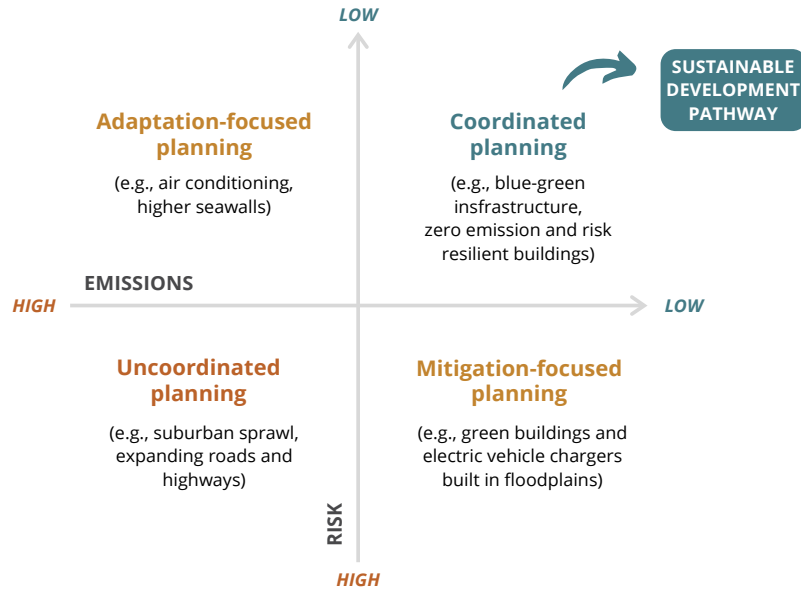 LOW
SUSTAINABLE
DEVELOPMENT
PATHWAY
Adaptation-focused
planning
(e.g., air conditioning,
higher seawalls)
Coordinated
planning
(e.g., blue-green
insfrastructure,
zero emission and risk
resilient buildings)
EMISSIONS
HIGH
LOW
Uncoordinated
planning
(e.g., suburban sprawl,
expanding roads and
highways)
Mitigation-focused
planning
(e.g., green buildings and
electric vehicle chargers
built in floodplains)
RISK
HIGH